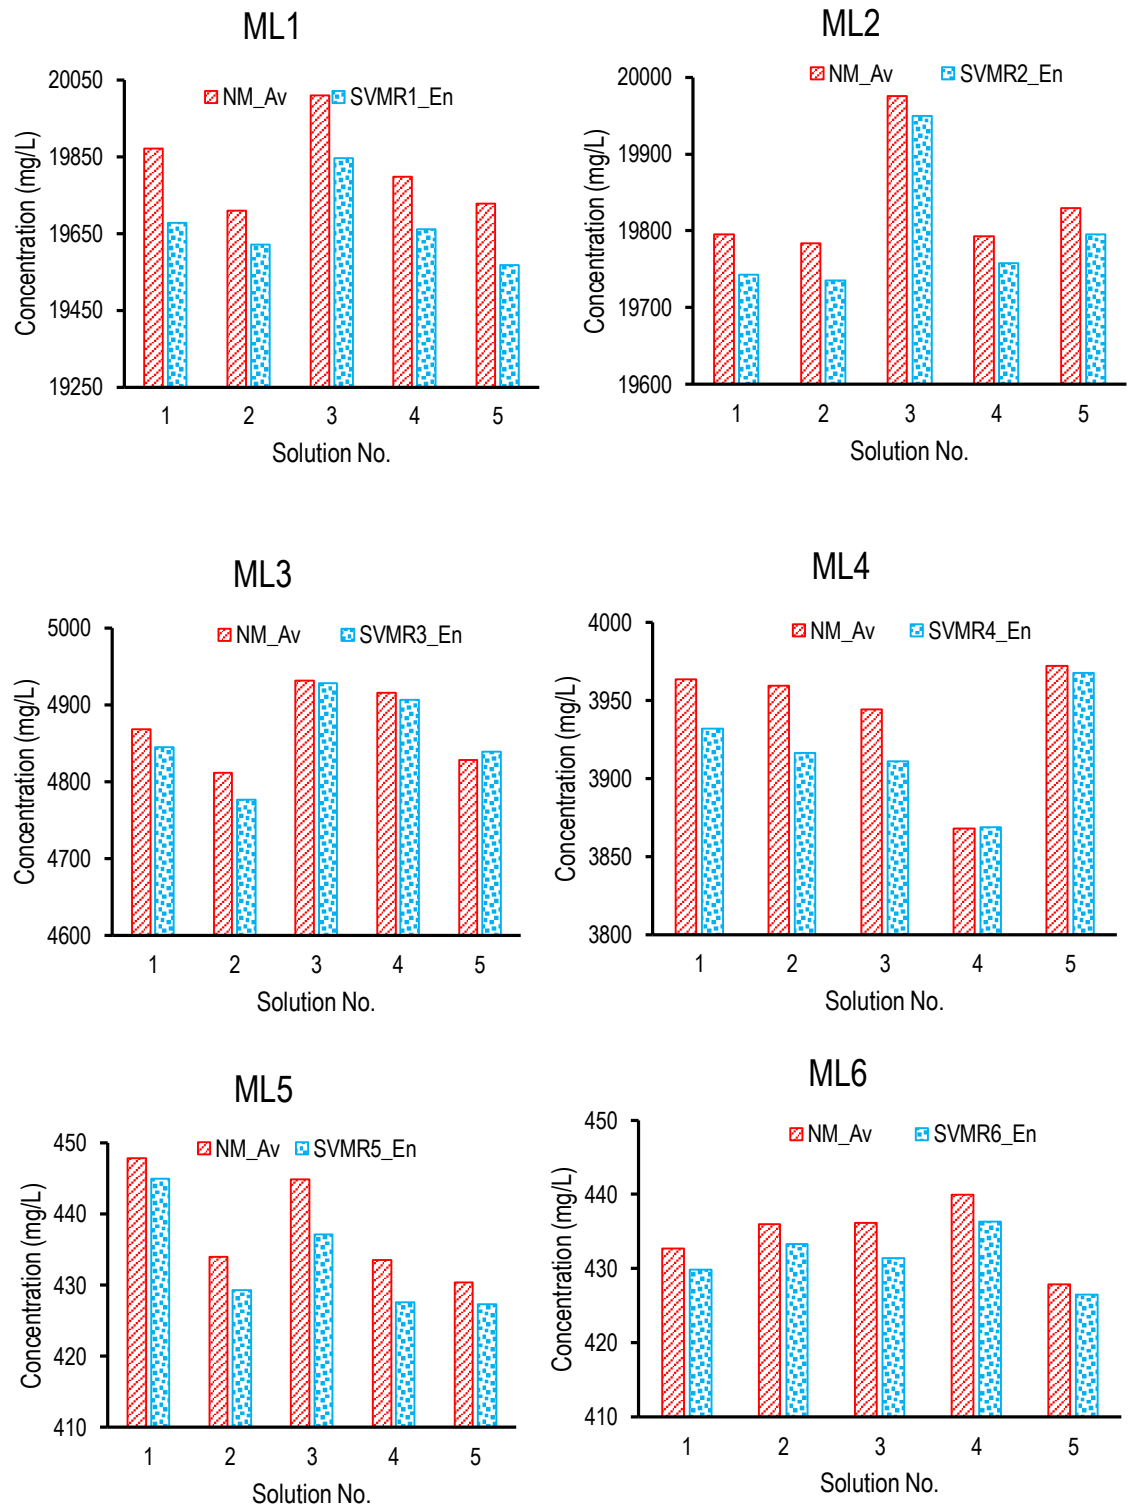 ML1
NM_Av SVMR1_En
Concentration (mg/L)
20050
19850
19650
19450
19250
1 2 3 4 5
Solution No.
ML2
NM_Av SVMR2_En
Concentration (mg/L)
20000
19900
19800
19700
19600
1 2 3 4 5
Solution No.
ML3
NM_Av SVMR3_En
Concentration (mg/L)
5000
4900
4800
4700
4600
1 2 3 4 5
Solution No.
ML4
NM_Av SVMR4_En
Concentration (mg/L)
4000
3950
3900
3850
3800
1 2 3 4 5
Solution No.
ML5
NM_Av SVMR5_En
Concentration (mg/L)
450
440
430
420
410
1 2 3 4 5
Solution No.
ML6
NM_Av SVMR6_En
Concentration (mg/L)
450
440
430
420
410
1 2 3 4 5
Solution No.